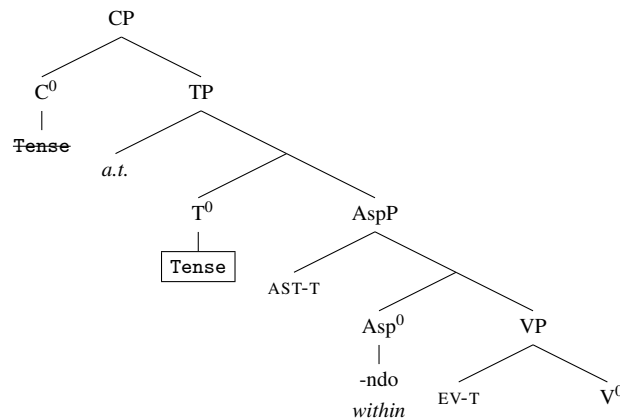 CP
C⁰ TP
Tense a.t.
T⁰ AspP
Tense AST-T
Asp⁰ VP
-ndo EV-T V⁰
within